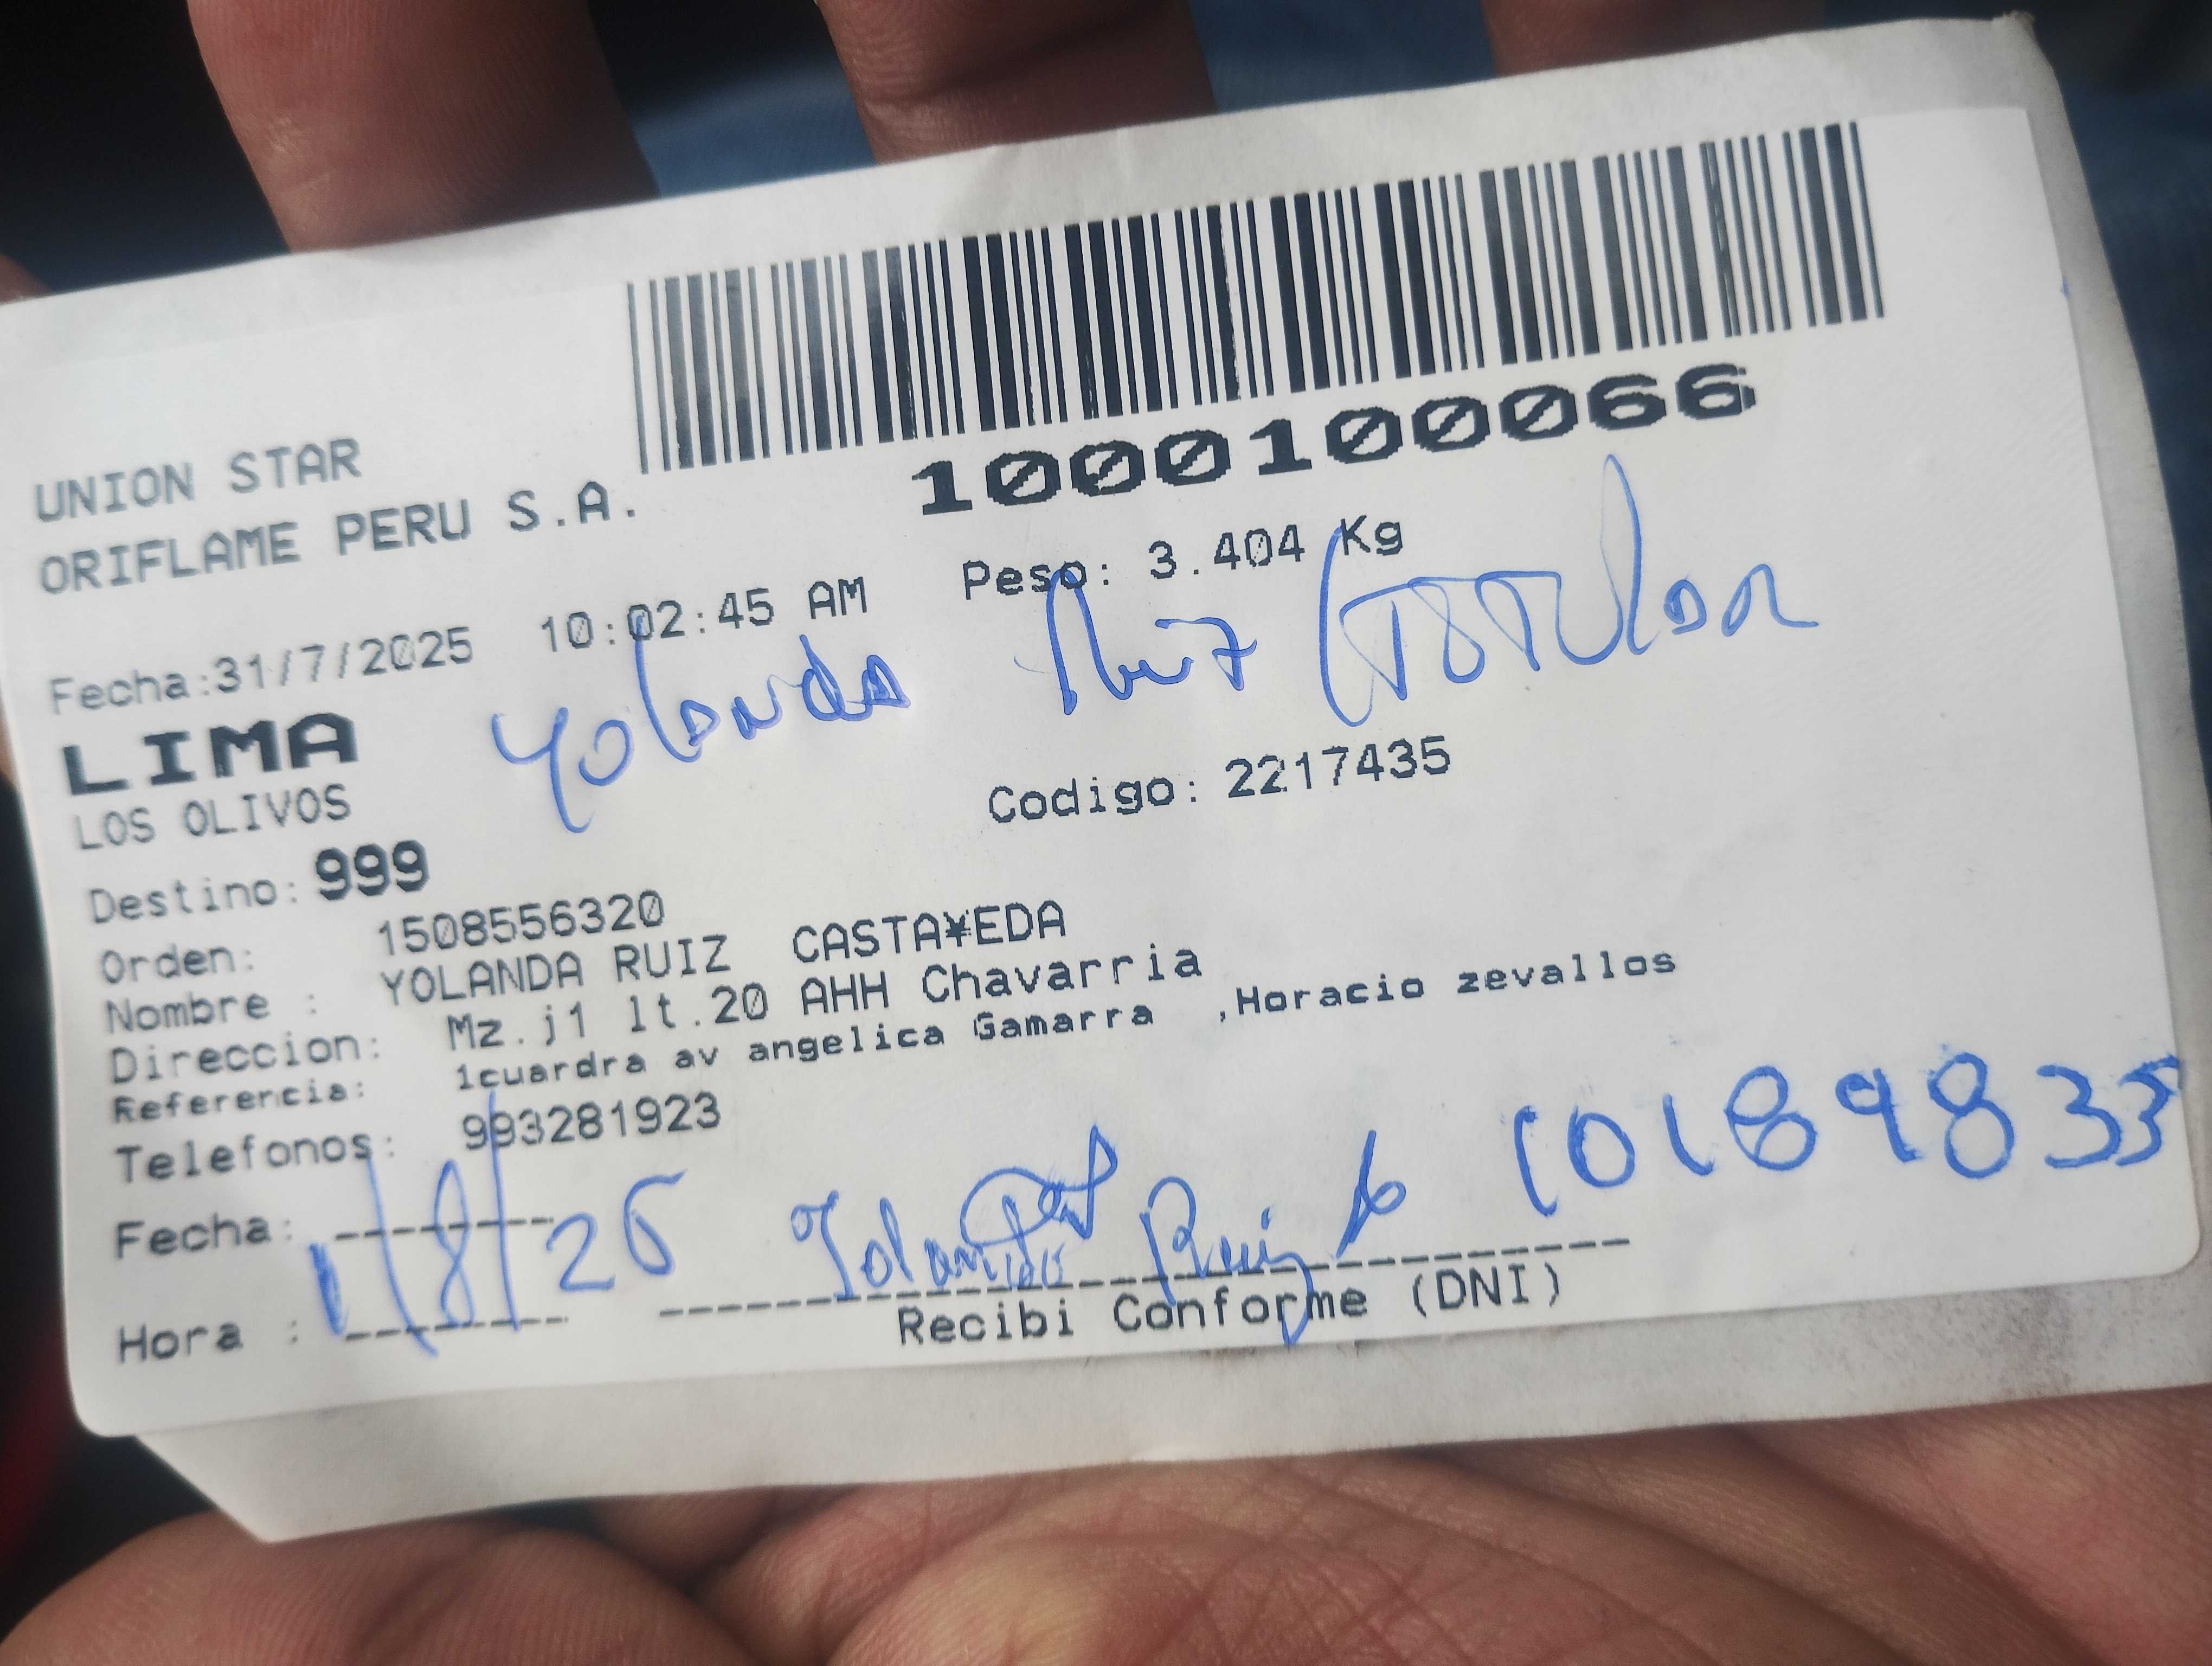 1000100066
UNION STAR
ORIFLAME PERU S.A.
Fecha:31/7/2025 10:02:45 AM Peso: 3.404 Kg
Yolanda Ruiz (TITULAR
LIMA
LOS OLIVOS
Codigo: 2217435
Destino: 999
Orden: 1508556320
Nombre : YOLANDA RUIZ CASTA¥EDA
Direccion: Mz.j1 lt.20 AHH Chavarria
Referencia: 1cuardra av angelica Gamarra ,Horacio zevallos
Telefonos: 993281923
Fecha: 1/8/25 Yolanda Ruiz
Hora :
Recibi Conforme (DNI)